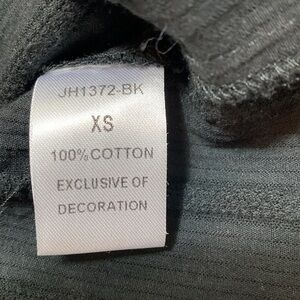 JH1372-BK
XS
100%COTTON
EXCLUSIVE OF
DECORATION